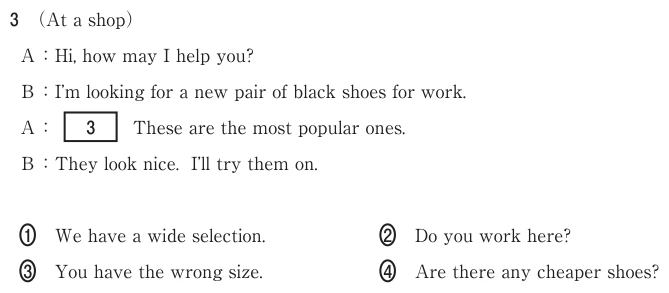 3 (At a shop)
A：Hi, how may I help you?
B：I'm looking for a new pair of black shoes for work.
A： 3 These are the most popular ones.
B：They look nice. I'll try them on.
① We have a wide selection. ② Do you work here?
③ You have the wrong size. ④ Are there any cheaper shoes?